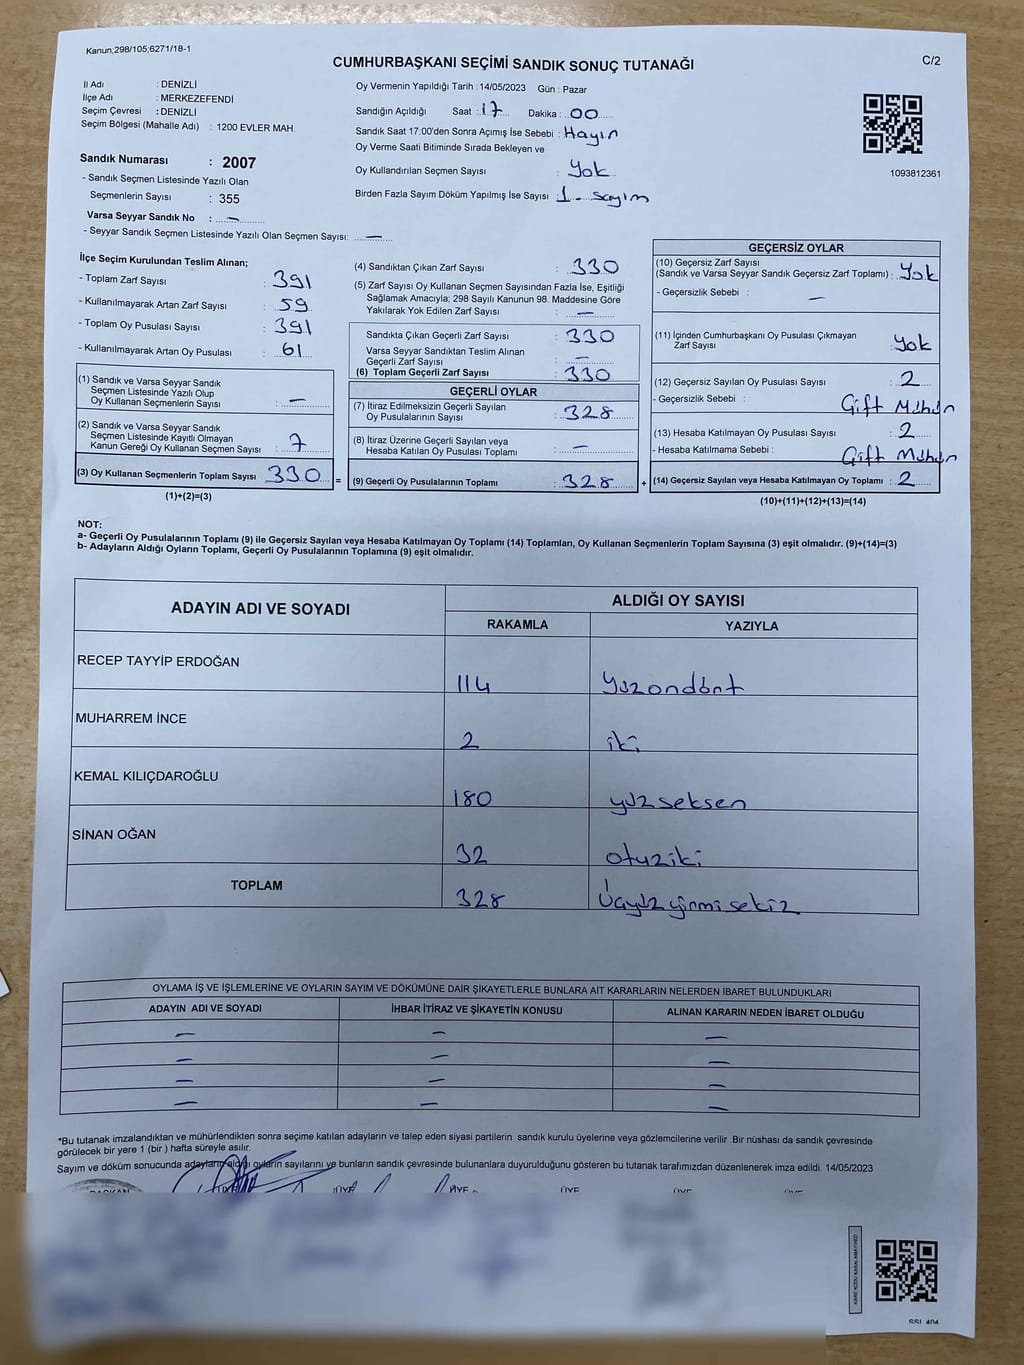 Kanun;298/105,6271/18-1
CUMHURBAŞKANI SEÇİMİ SANDIK SONUÇ TUTANAĞI
C/2
İl Adı : DENİZLİ
İlçe Adı : MERKEZEFENDİ
Seçim Çevresi : DENİZLİ
Seçim Bölgesi (Mahalle Adı) : 1200 EVLER MAH.
Sandık Numarası : 2007
- Sandık Seçmen Listesinde Yazılı Olan
Seçmenlerin Sayısı : 355
Varsa Seyyar Sandık No : —
- Seyyar Sandık Seçmen Listesinde Yazılı Olan Seçmen Sayısı: —
Oy Vermenin Yapıldığı Tarih : 14/05/2023 Gün : Pazar
Sandığın Açıldığı Saat : 17 Dakika : 00
Sandık Saat 17:00'den Sonra Açımış İse Sebebi : Hayır
Oy Verme Saati Bitiminde Sırada Bekleyen ve
Oy Kullandırılan Seçmen Sayısı : Yok
Birden Fazla Sayım Döküm Yapılmış İse Sayısı : 1. sayım
1093812361
İlçe Seçim Kurulundan Teslim Alınan;
- Toplam Zarf Sayısı : 391
- Kullanılmayarak Artan Zarf Sayısı : 59
- Toplam Oy Pusulası Sayısı : 391
- Kullanılmayarak Artan Oy Pusulası : 61
(1) Sandık ve Varsa Seyyar Sandık
Seçmen Listesinde Yazılı Olup
Oy Kullanan Seçmenlerin Sayısı : —
(2) Sandık ve Varsa Seyyar Sandık
Seçmen Listesinde Kayıtlı Olmayan
Kanun Gereği Oy Kullanan Seçmen Sayısı : 7
(3) Oy Kullanan Seçmenlerin Toplam Sayısı 330 =
(1)+(2)=(3)
(4) Sandıktan Çıkan Zarf Sayısı : 330
(5) Zarf Sayısı Oy Kullanan Seçmen Sayısından Fazla İse, Eşitliği
Sağlamak Amacıyla; 298 Sayılı Kanunun 98. Maddesine Göre
Yakılarak Yok Edilen Zarf Sayısı : —
Sandıkta Çıkan Geçerli Zarf Sayısı : 330
Varsa Seyyar Sandıktan Teslim Alınan
Geçerli Zarf Sayısı : —
(6) Toplam Geçerli Zarf Sayısı : 330
GEÇERLİ OYLAR
(7) İtiraz Edilmeksizin Geçerli Sayılan
Oy Pusulalarının Sayısı : 328
(8) İtiraz Üzerine Geçerli Sayılan veya
Hesaba Katılan Oy Pusulası Toplamı : —
(9) Geçerli Oy Pusulalarının Toplamı : 328 +
GEÇERSİZ OYLAR
(10) Geçersiz Zarf Sayısı
(Sandık ve Varsa Seyyar Sandık Geçersiz Zarf Toplamı) : Yok
- Geçersizlik Sebebi : —
(11) İçinden Cumhurbaşkanı Oy Pusulası Çıkmayan
Zarf Sayısı : Yok
(12) Geçersiz Sayılan Oy Pusulası Sayısı : 2
- Geçersizlik Sebebi : Çift Mühür
(13) Hesaba Katılmayan Oy Pusulası Sayısı : 2
- Hesaba Katılmama Sebebi : Çift Mühür
(14) Geçersiz Sayılan veya Hesaba Katılmayan Oy Toplamı : 2
(10)+(11)+(12)+(13)=(14)
NOT:
a- Geçerli Oy Pusulalarının Toplamı (9) ile Geçersiz Sayılan veya Hesaba Katılmayan Oy Toplamı (14) Toplamları, Oy Kullanan Seçmenlerin Toplam Sayısına (3) eşit olmalıdır. (9)+(14)=(3)
b- Adayların Aldığı Oyların Toplamı, Geçerli Oy Pusulalarının Toplamına (9) eşit olmalıdır.
ADAYIN ADI VE SOYADI
ALDIĞI OY SAYISI
RAKAMLA YAZIYLA
RECEP TAYYİP ERDOĞAN 114 Yüzondört
MUHARREM İNCE 2 iki
KEMAL KILIÇDAROĞLU 180 yüzseksen
SİNAN OĞAN 32 otuziki
TOPLAM 328 Üçyüzyirmisekiz
OYLAMA İŞ VE İŞLEMLERİNE VE OYLARIN SAYIM VE DÖKÜMÜNE DAİR ŞİKAYETLERLE BUNLARA AİT KARARLARIN NELERDEN İBARET BULUNDUKLARI
ADAYIN ADI VE SOYADI İHBAR İTİRAZ VE ŞİKAYETİN KONUSU ALINAN KARARIN NEDEN İBARET OLDUĞU
— — —
— — —
— — —
— — —
*Bu tutanak imzalandıktan ve mühürlendikten sonra seçime katılan adayların ve talep eden siyasi partilerin sandık kurulu üyelerine veya gözlemcilerine verilir .Bir nüshası da sandık çevresinde
görülecek bir yere 1 (bir ) hafta süreyle asılır.
Sayım ve döküm sonucunda adayların aldığı oyların sayılarını ve bunların sandık çevresinde bulunanlara duyurulduğunu gösteren bu tutanak tarafımızdan düzenlenerek imza edildi. 14/05/2023
BAŞKAN ÜYE ÜYE ÜYE ÜYE ÜYE ÜYE
KARE KODU KARALAMAYINIZ!